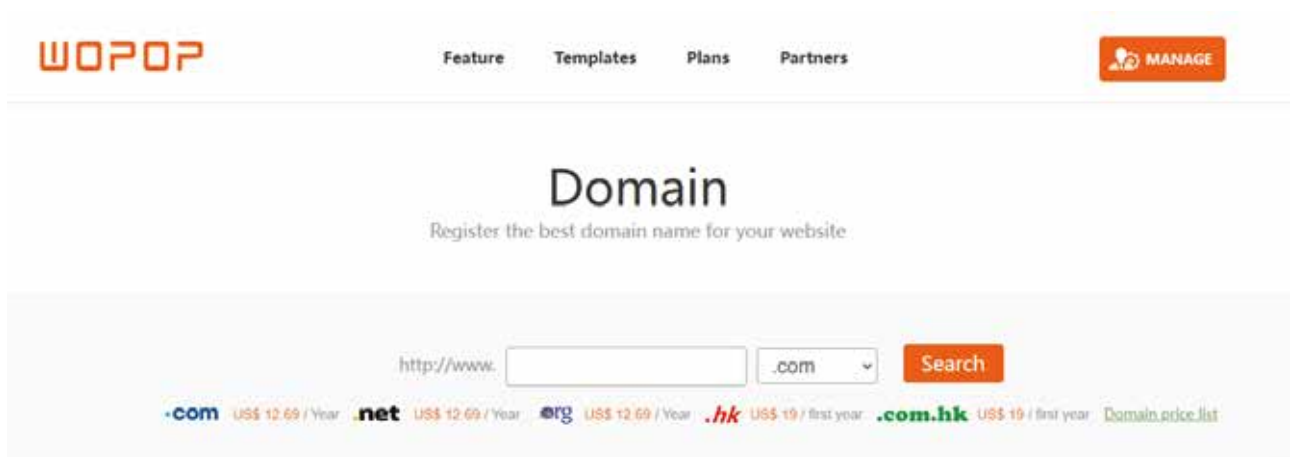 WOPOP Feature Templates Plans Partners MANAGE
Domain
Register the best domain name for your website
http://www. .com Search
.com US$ 12.69 / Year .net US$ 12.69 / Year .org US$ 12.69 / Year .hk US$ 19 / first year .com.hk US$ 19 / first year Domain price list